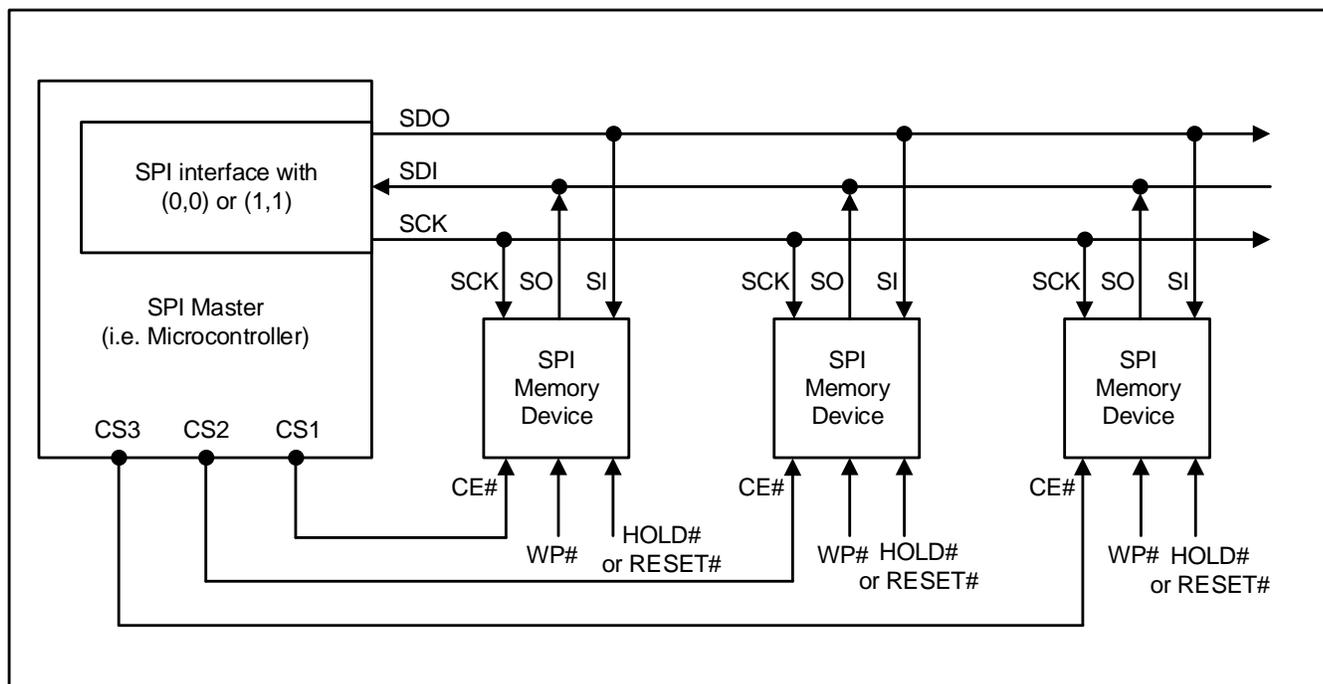 SDO
SPI interface with
(0,0) or (1,1)
SDI
SCK
SPI Master
(i.e. Microcontroller)
SCK
SO
SI
SCK
SO
SI
SCK
SO
SI
SPI
Memory
Device
SPI
Memory
Device
SPI
Memory
Device
CS3
CS2
CS1
CE#
WP#
HOLD#
or RESET#
CE#
WP#
HOLD#
or RESET#
CE#
WP#
HOLD#
or RESET#